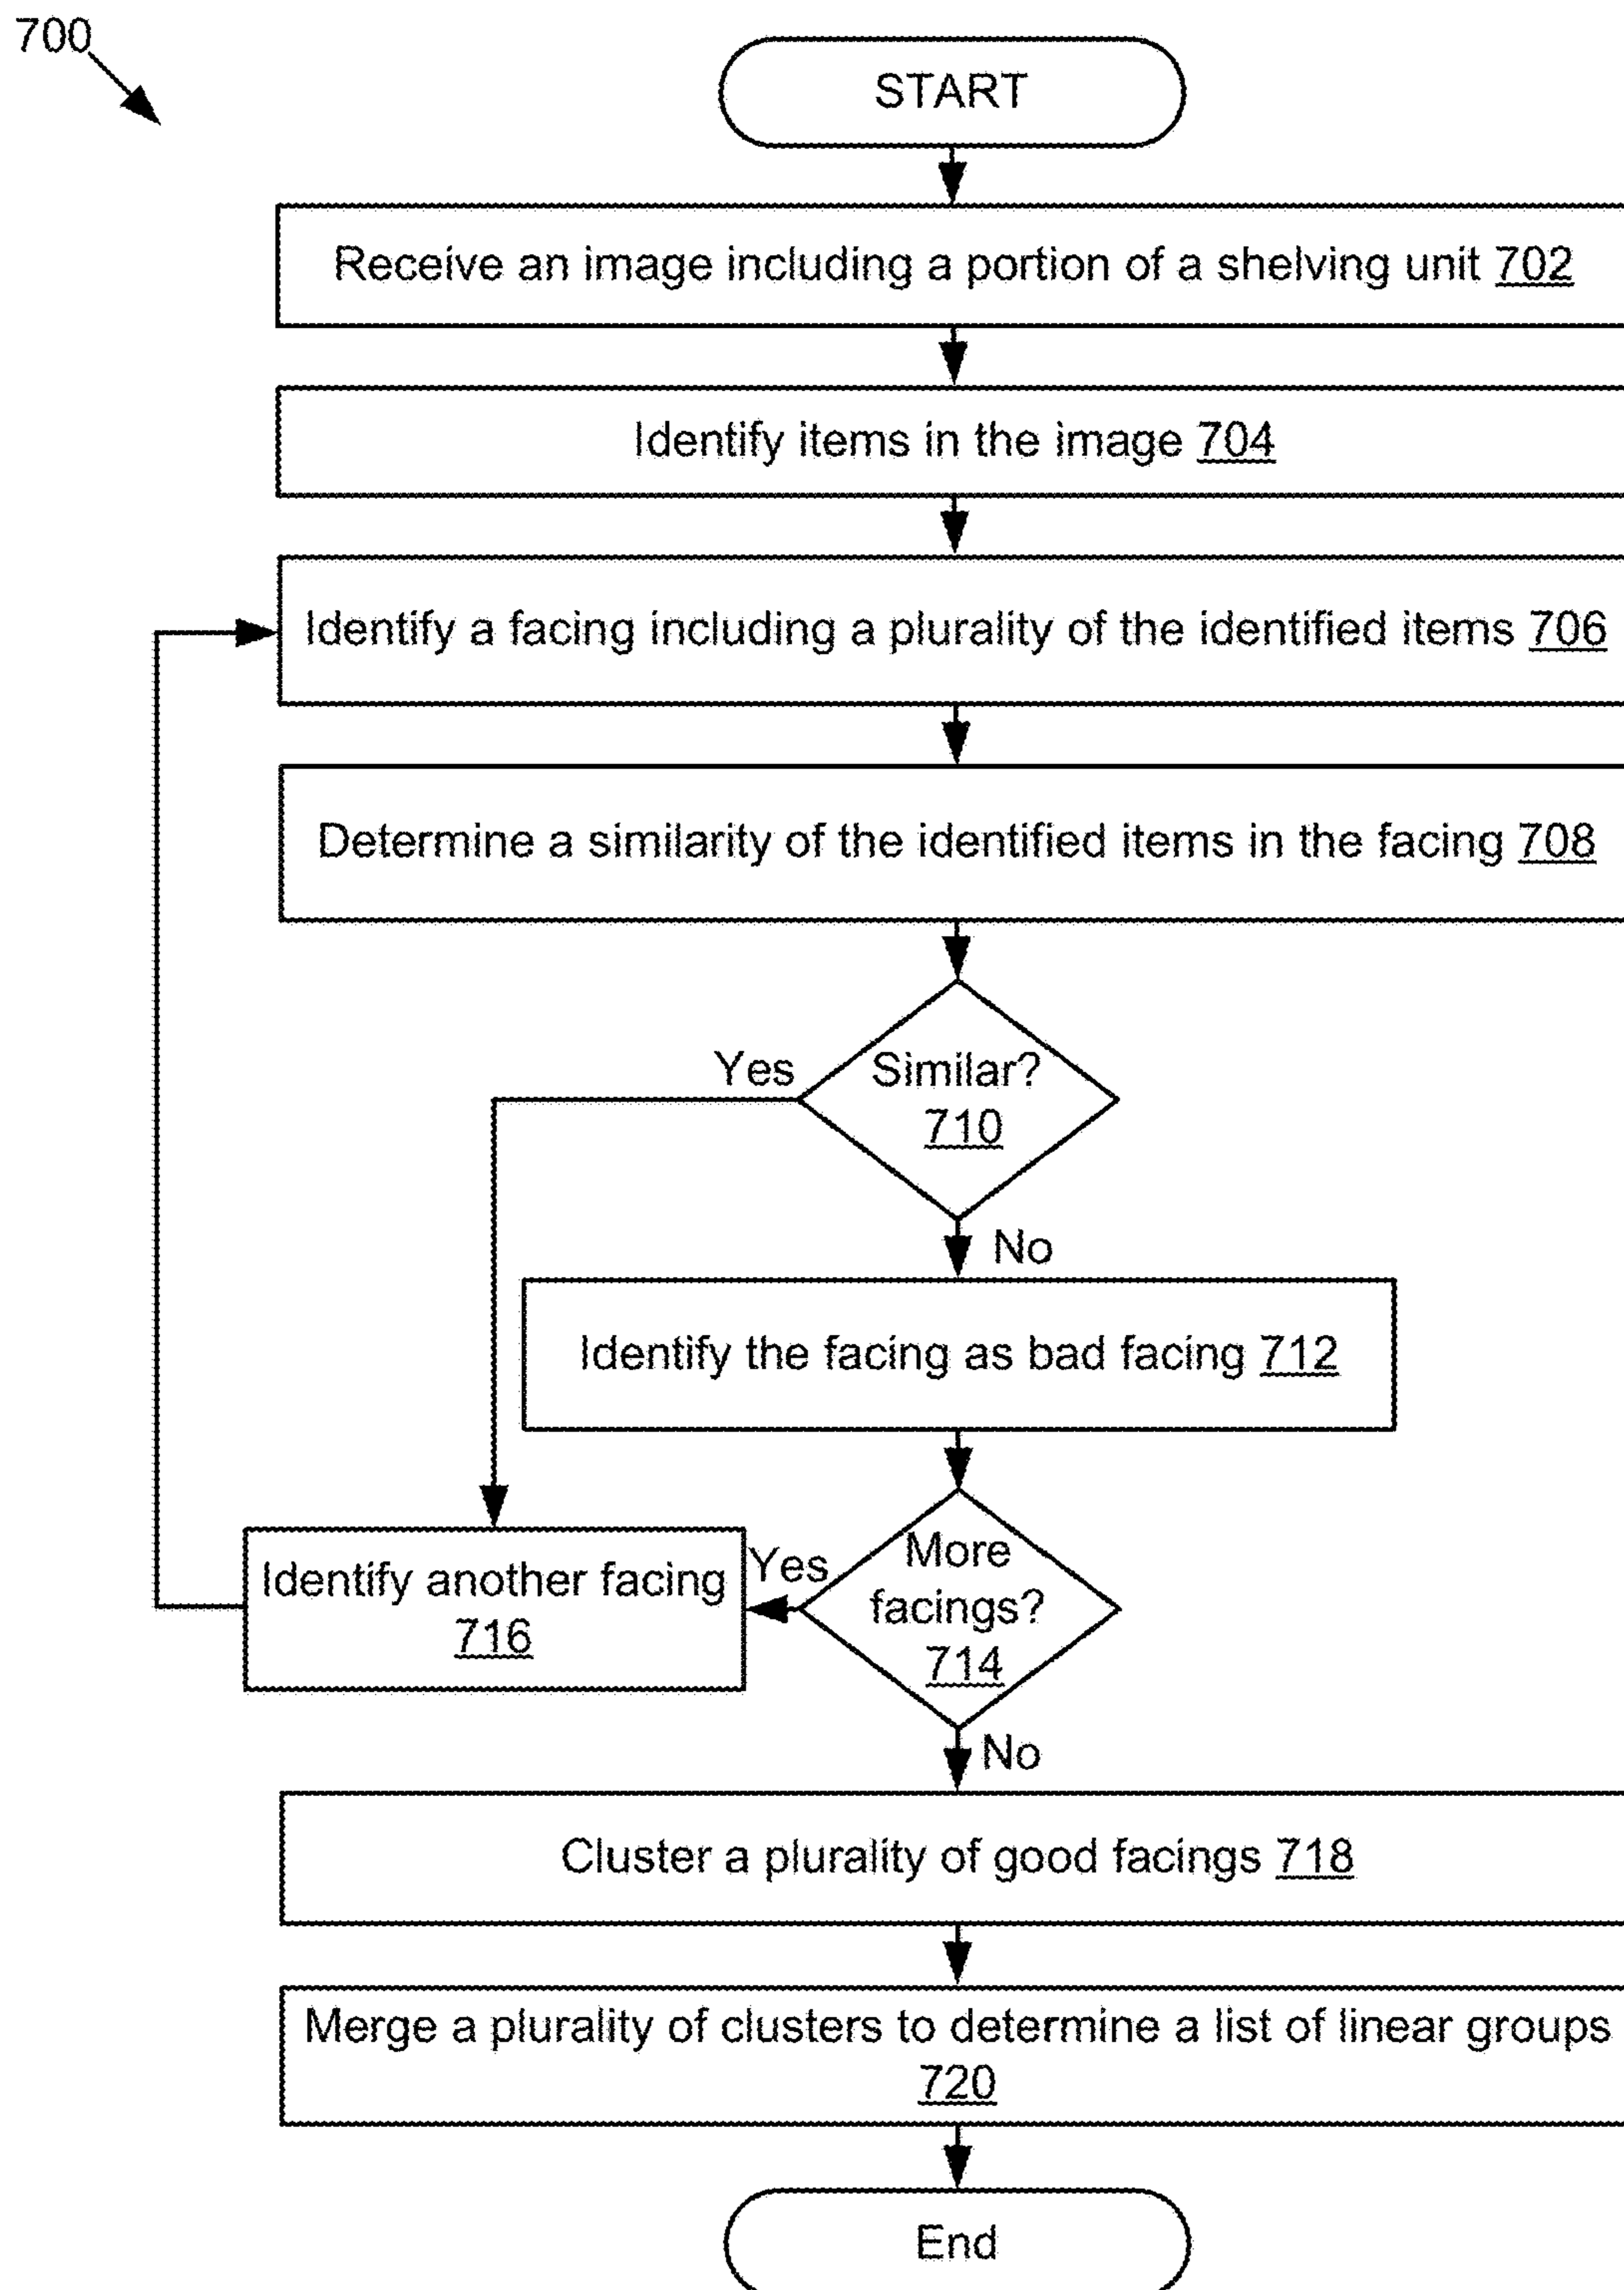 700
START
Receive an image including a portion of a shelving unit 702
Identify items in the image 704
Identify a facing including a plurality of the identified items 706
Determine a similarity of the identified items in the facing 708
Yes
Similar?
710
No
Identify the facing as bad facing 712
Identify another facing
716
Yes
More
facings?
714
No
Cluster a plurality of good facings 718
Merge a plurality of clusters to determine a list of linear groups
720
End